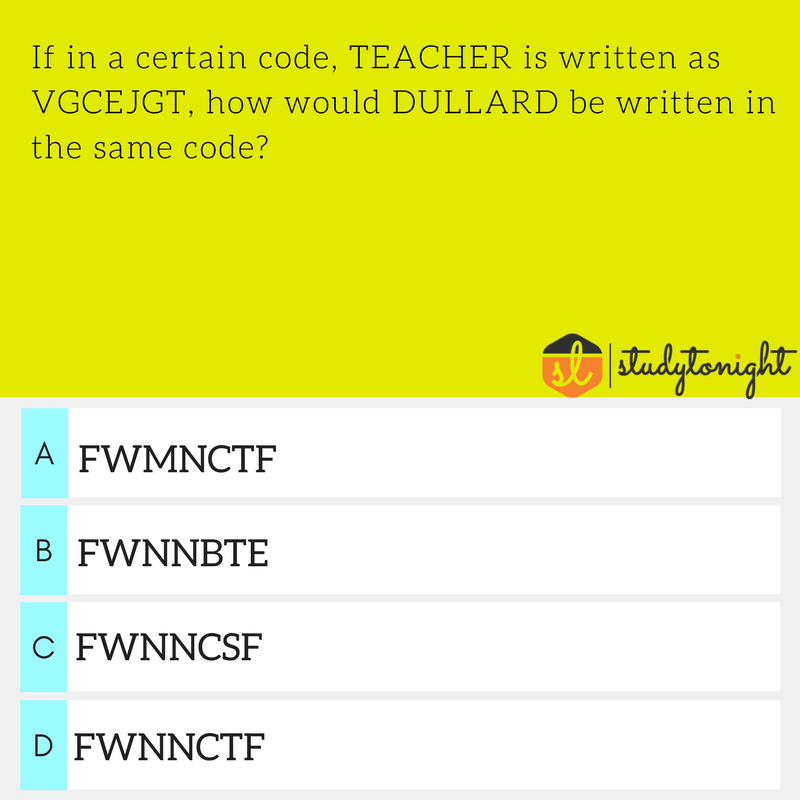 If in a certain code, TEACHER is written as
VGCEJGT, how would DULLARD be written in
the same code?
sl studytonight
A FWMNCTF
B FWNNBTE
C FWNNCSF
D FWNNCTF